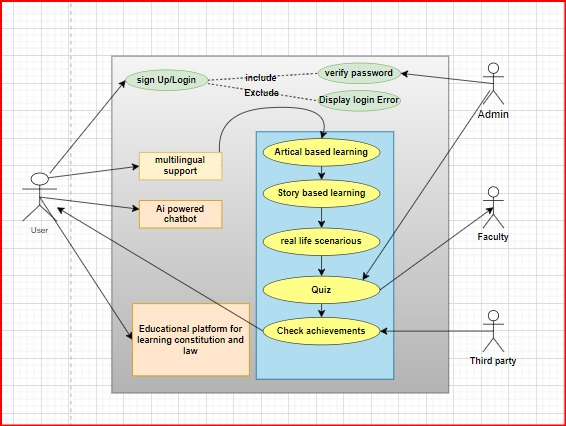 sign Up/Login
include
verify password
Exclude
Display login Error
Admin
Artical based learning
multilingual
support
Story based learning
Ai powered
chatbot
User
real life scenarious
Faculty
Quiz
Educational platform for
learning constitution and
law
Check achievements
Third party